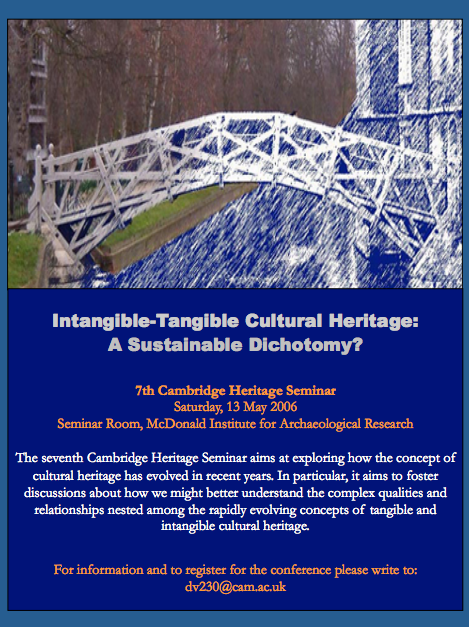 Intangible-Tangible Cultural Heritage:
A Sustainable Dichotomy?
7th Cambridge Heritage Seminar
Saturday, 13 May 2006
Seminar Room, McDonald Institute for Archaeological Research
The seventh Cambridge Heritage Seminar aims at exploring how the concept of
cultural heritage has evolved in recent years. In particular, it aims to foster
discussions about how we might better understand the complex qualities and
relationships nested among the rapidly evolving concepts of tangible and
intangible cultural heritage.
For information and to register for the conference please write to:
dv230@cam.ac.uk